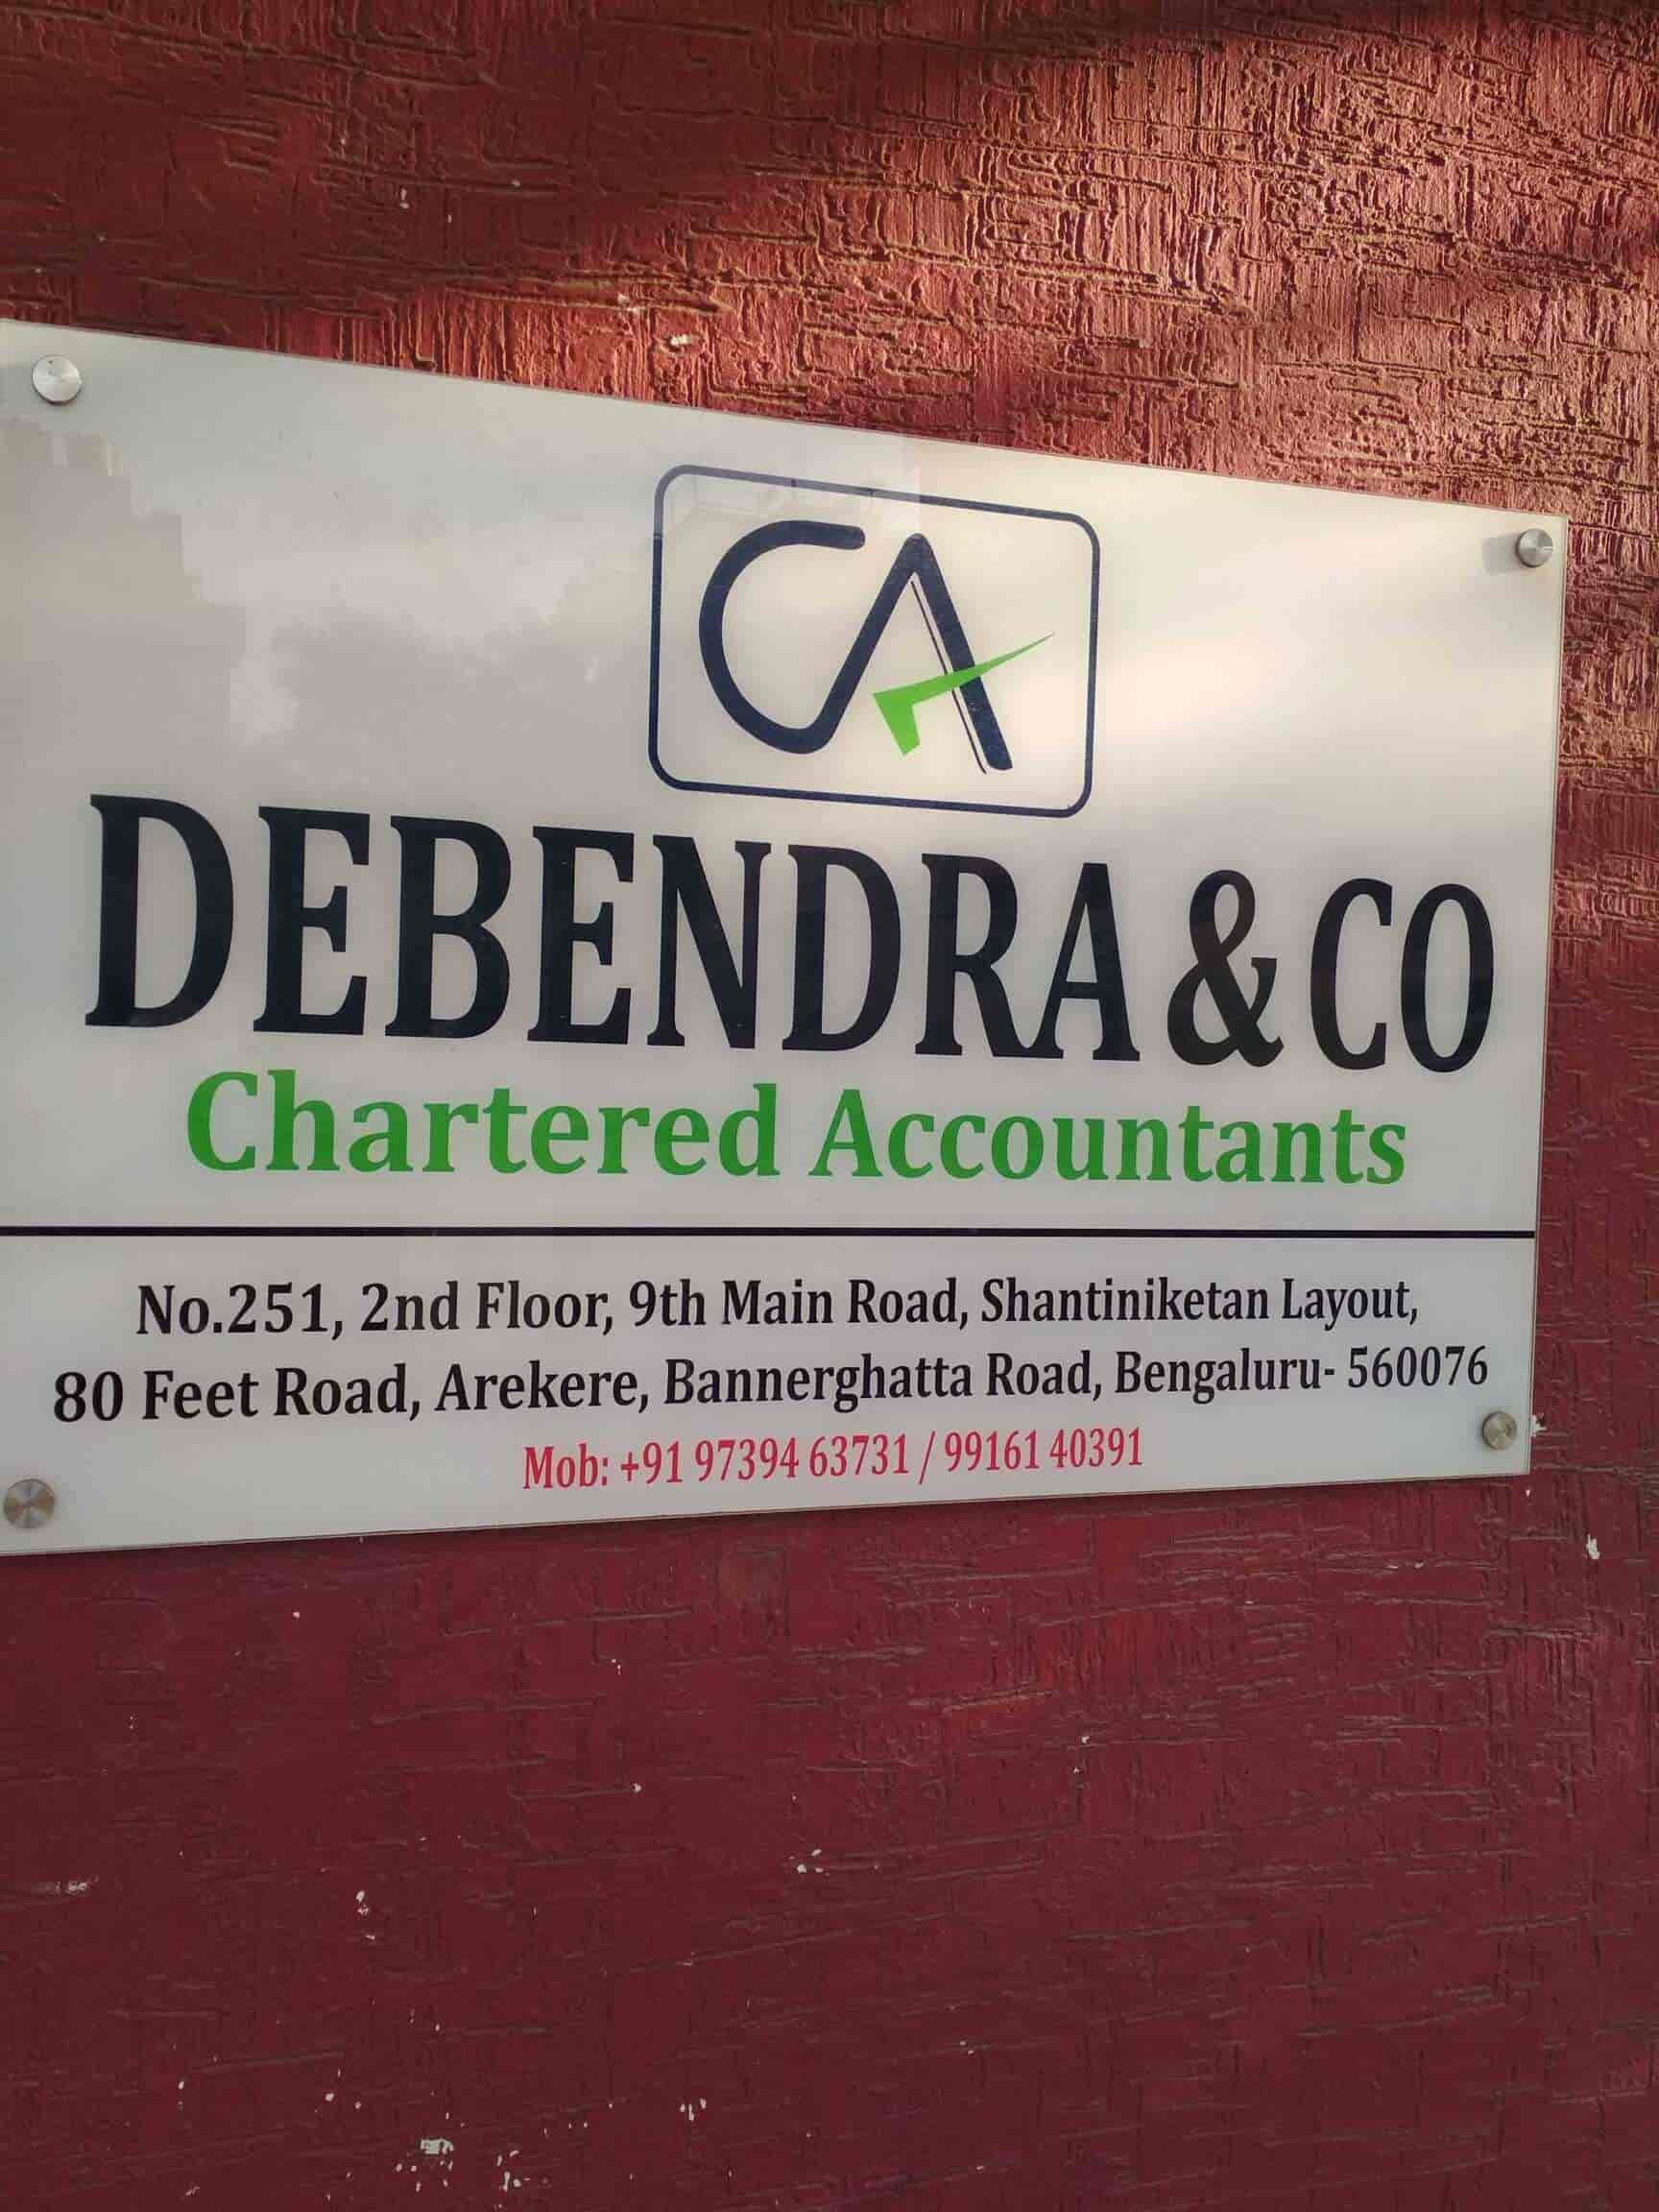 CA
DEBENDRA & CO
Chartered Accountants
No.251, 2nd Floor, 9th Main Road, Shantiniketan Layout,
80 Feet Road, Arekere, Bannerghatta Road, Bengaluru- 560076
Mob: +91 97394 63731 / 99161 40391